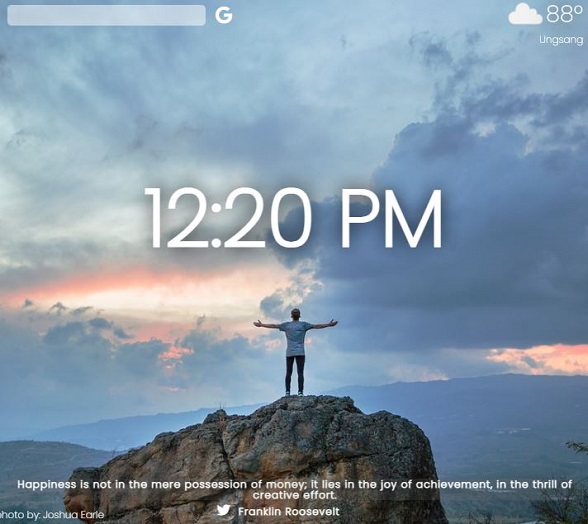 G
88°
Ungsang
12:20 PM
Happiness is not in the mere possession of money; it lies in the joy of achievement, in the thrill of
creative effort.
Franklin Roosevelt
photo by: Joshua Earle